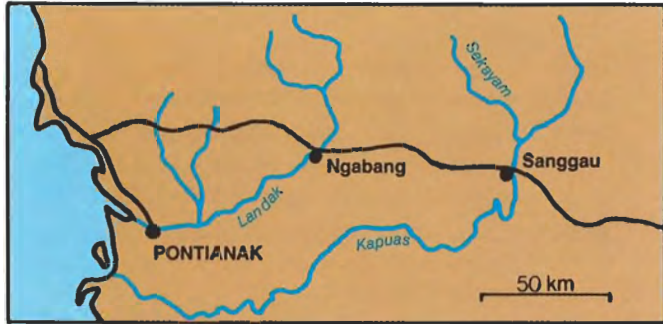 Sekayam
Ngabang
Sanggau
Landak
PONTIANAK
Kapuas
50 km